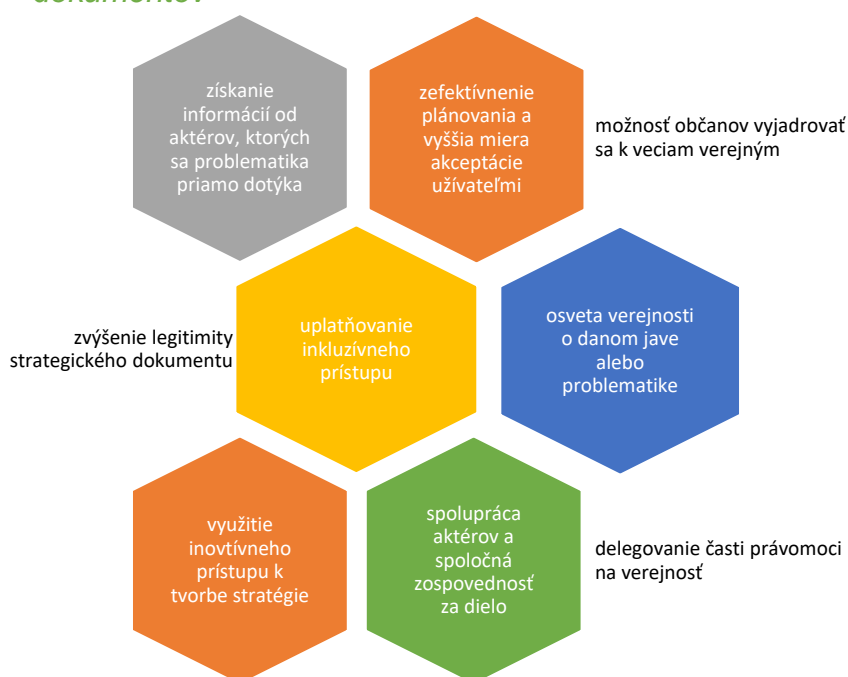 získanie
informácií od
aktérov, ktorých
sa problematika
priamo dotýka
zefektívnenie
plánovania a
vyššia miera
akceptácie
užívateľmi
možnosť občanov vyjadrovať
sa k veciam verejným
zvýšenie legitimity
strategického dokumentu
uplatňovanie
inkluzívneho
prístupu
osveta verejnosti
o danom jave
alebo
problematike
využitie
inovtívneho
prístupu k
tvorbe stratégie
spolupráca
aktérov a
spoločná
zospovednosť
za dielo
delegovanie časti právomoci
na verejnosť